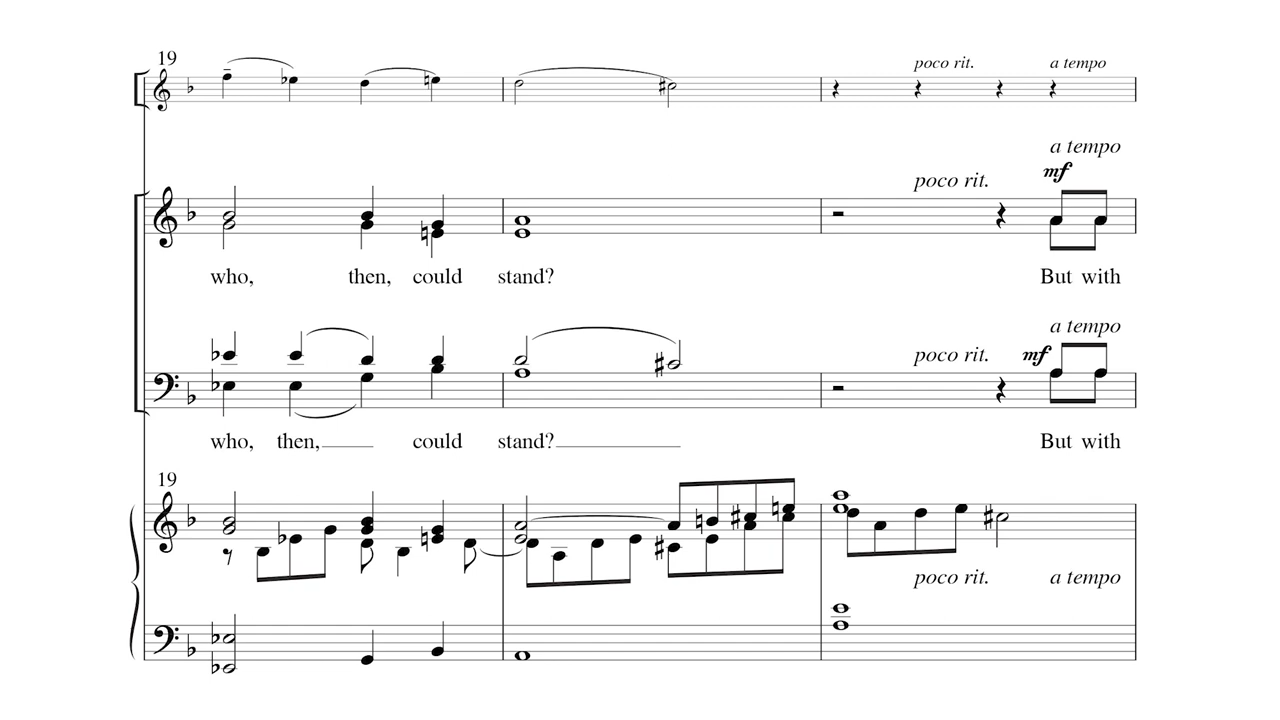 19
poco rit. a tempo
a tempo
mf
poco rit.
who, then, could stand? But with
a tempo
poco rit. mf
who, then, could stand? But with
19
poco rit. a tempo